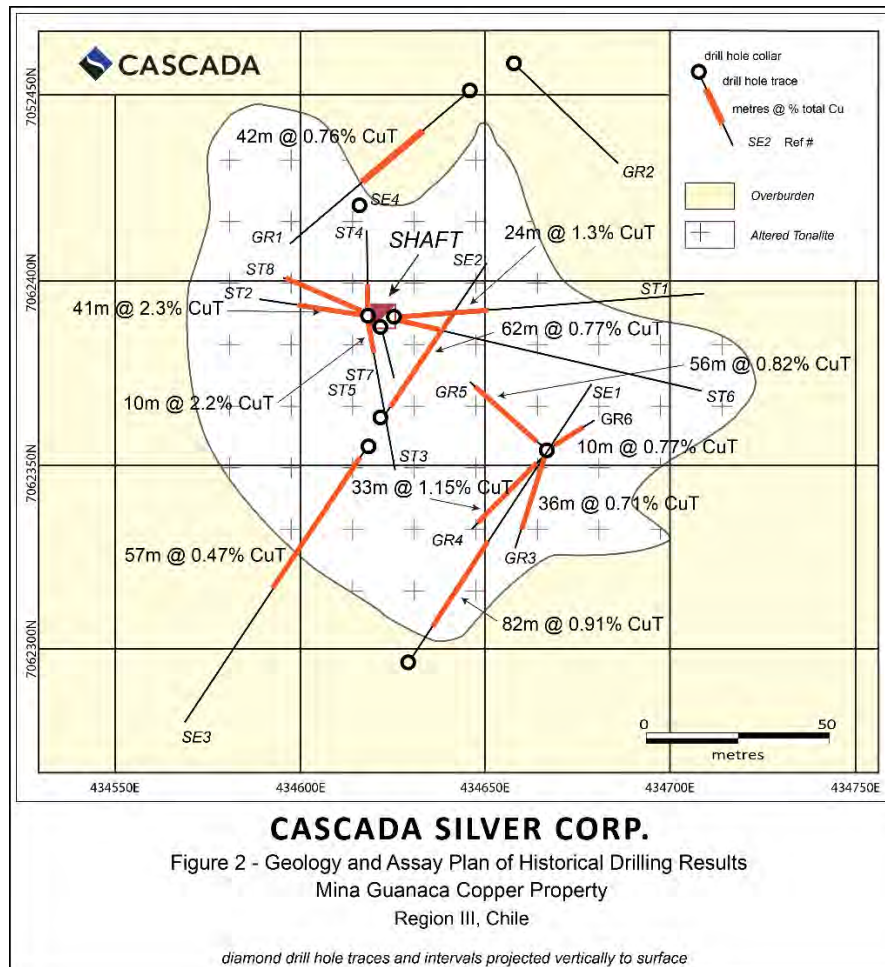 CASCADA
drill hole collar
drill hole trace
metres @ % total Cu
SE2 Ref #
Overburden
Altered Tonalite
7062450N
7062400N
7062350N
7062300N
42m @ 0.76% CuT
GR2
SE4
GR1
ST4
SHAFT
24m @ 1.3% CuT
SE2
ST8
ST2
ST1
41m @ 2.3% CuT
62m @ 0.77% CuT
56m @ 0.82% CuT
10m @ 2.2% CuT
ST7
ST5
GR5
SE1
ST6
GR6
10m @ 0.77% CuT
ST3
33m @ 1.15% CuT
36m @ 0.71% CuT
GR4
GR3
57m @ 0.47% CuT
82m @ 0.91% CuT
SE3
0 50
metres
434550E 434600E 434650E 434700E 434750E
CASCADA SILVER CORP.
Figure 2 - Geology and Assay Plan of Historical Drilling Results
Mina Guanaca Copper Property
Region III, Chile
diamond drill hole traces and intervals projected vertically to surface